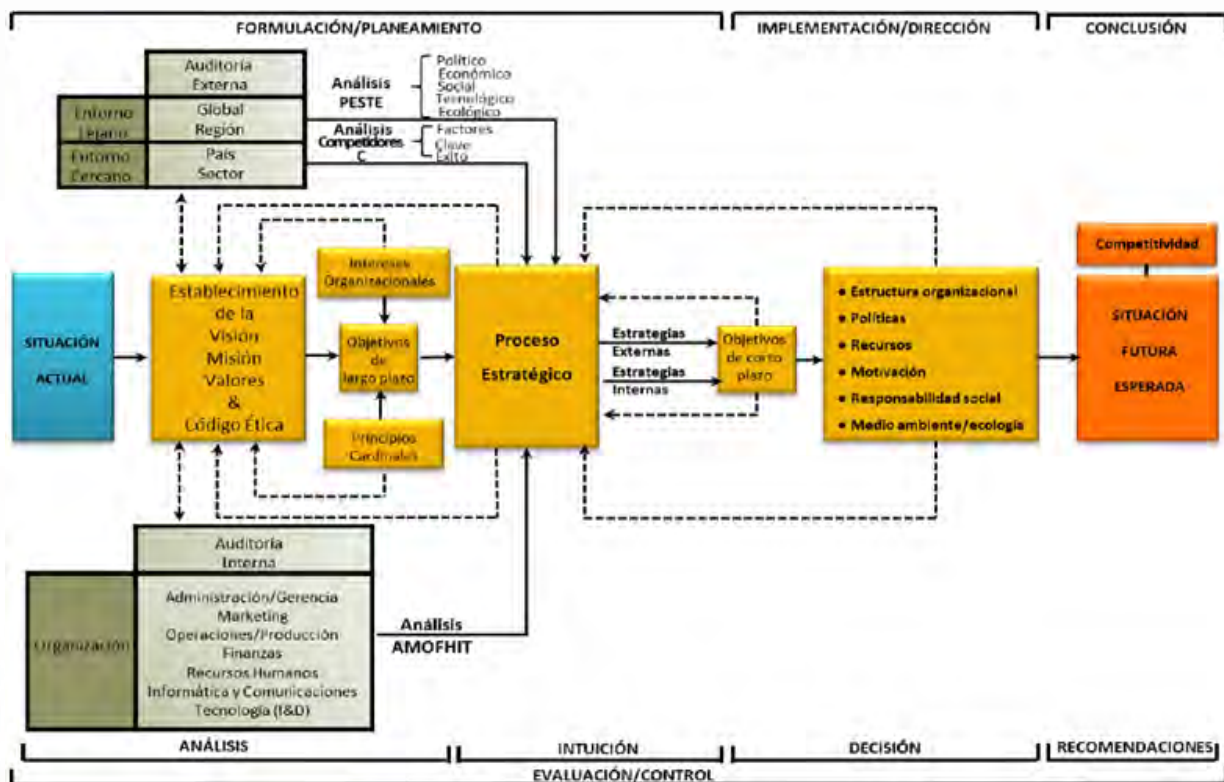 FORMULACIÓN/PLANEAMIENTO
IMPLEMENTACIÓN/DIRECCIÓN
CONCLUSIÓN
Auditoría
Externa
Entorno
Lejano
Global
Región
Entorno
Cercano
País
Sector
Análisis
PESTE
Político
Económico
Social
Tecnológico
Ecológico
Análisis
Competidores
C
Factores
Clave
Éxito
SITUACIÓN
ACTUAL
Establecimiento
de la
Visión
Misión
Valores
&
Código Ética
Intereses
Organizacionales
Objetivos
de
largo plazo
Principios
Cardinales
Proceso
Estratégico
Estrategias
Externas
Estrategias
Internas
Objetivos
de corto
plazo
• Estructura organizacional
• Políticas
• Recursos
• Motivación
• Responsabilidad social
• Medio ambiente/ecología
Competitividad
SITUACIÓN
FUTURA
ESPERADA
Auditoría
Interna
Organización
Administración/Gerencia
Marketing
Operaciones/Producción
Finanzas
Recursos Humanos
Informática y Comunicaciones
Tecnología (I&D)
Análisis
AMOFHIT
ANÁLISIS
INTUICIÓN
DECISIÓN
RECOMENDACIONES
EVALUACIÓN/CONTROL